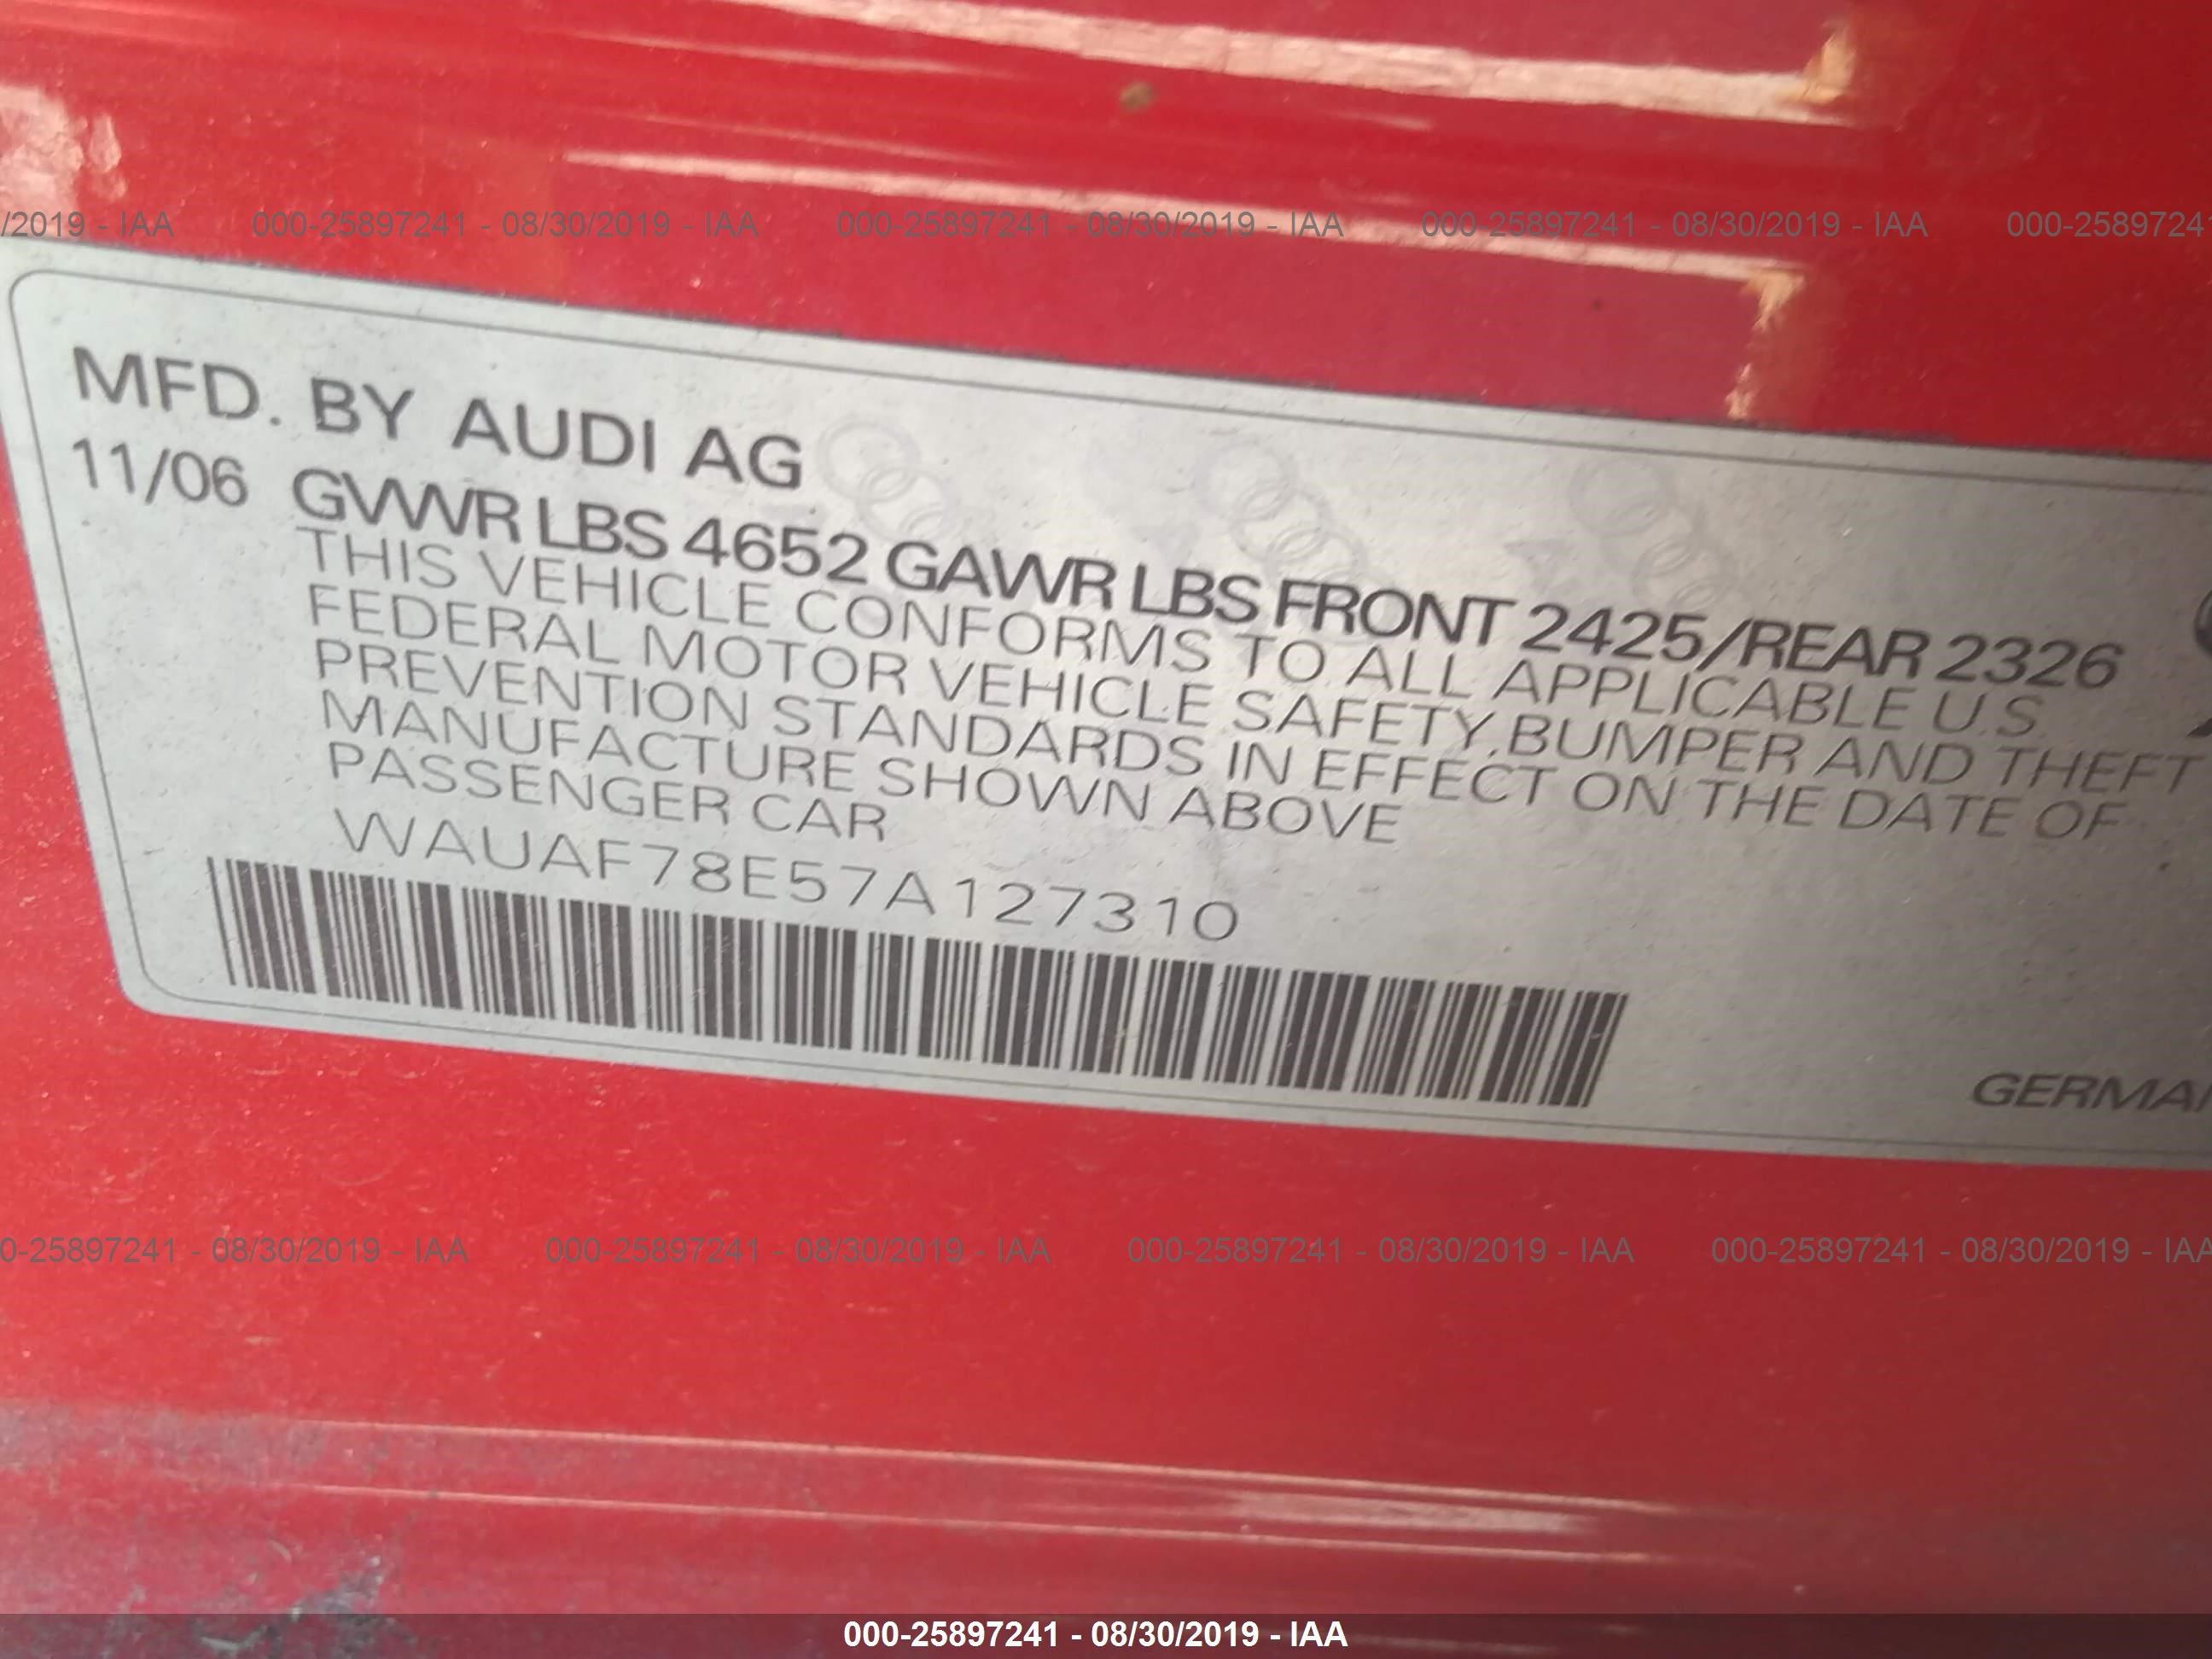 /2019 - IAA 000-25897241 - 08/30/2019 - IAA 000-25897241 - 08/30/2019 - IAA 000-25897241 - 08/30/2019 - IAA 000-2589724
MFD. BY AUDI AG
11/06 GVWR LBS 4652 GAWR LBS FRONT 2425/REAR 2326
THIS VEHICLE CONFORMS TO ALL APPLICABLE U.S.
FEDERAL MOTOR VEHICLE SAFETY,BUMPER AND THEFT
PREVENTION STANDARDS IN EFFECT ON THE DATE OF
MANUFACTURE SHOWN ABOVE
PASSENGER CAR
WAUAF78E57A127310
GERMAN
0-25897241 - 08/30/2019 - IAA 000-25897241 - 08/30/2019 - IAA 000-25897241 - 08/30/2019 - IAA 000-25897241 - 08/30/2019 - IAA
000-25897241 - 08/30/2019 - IAA